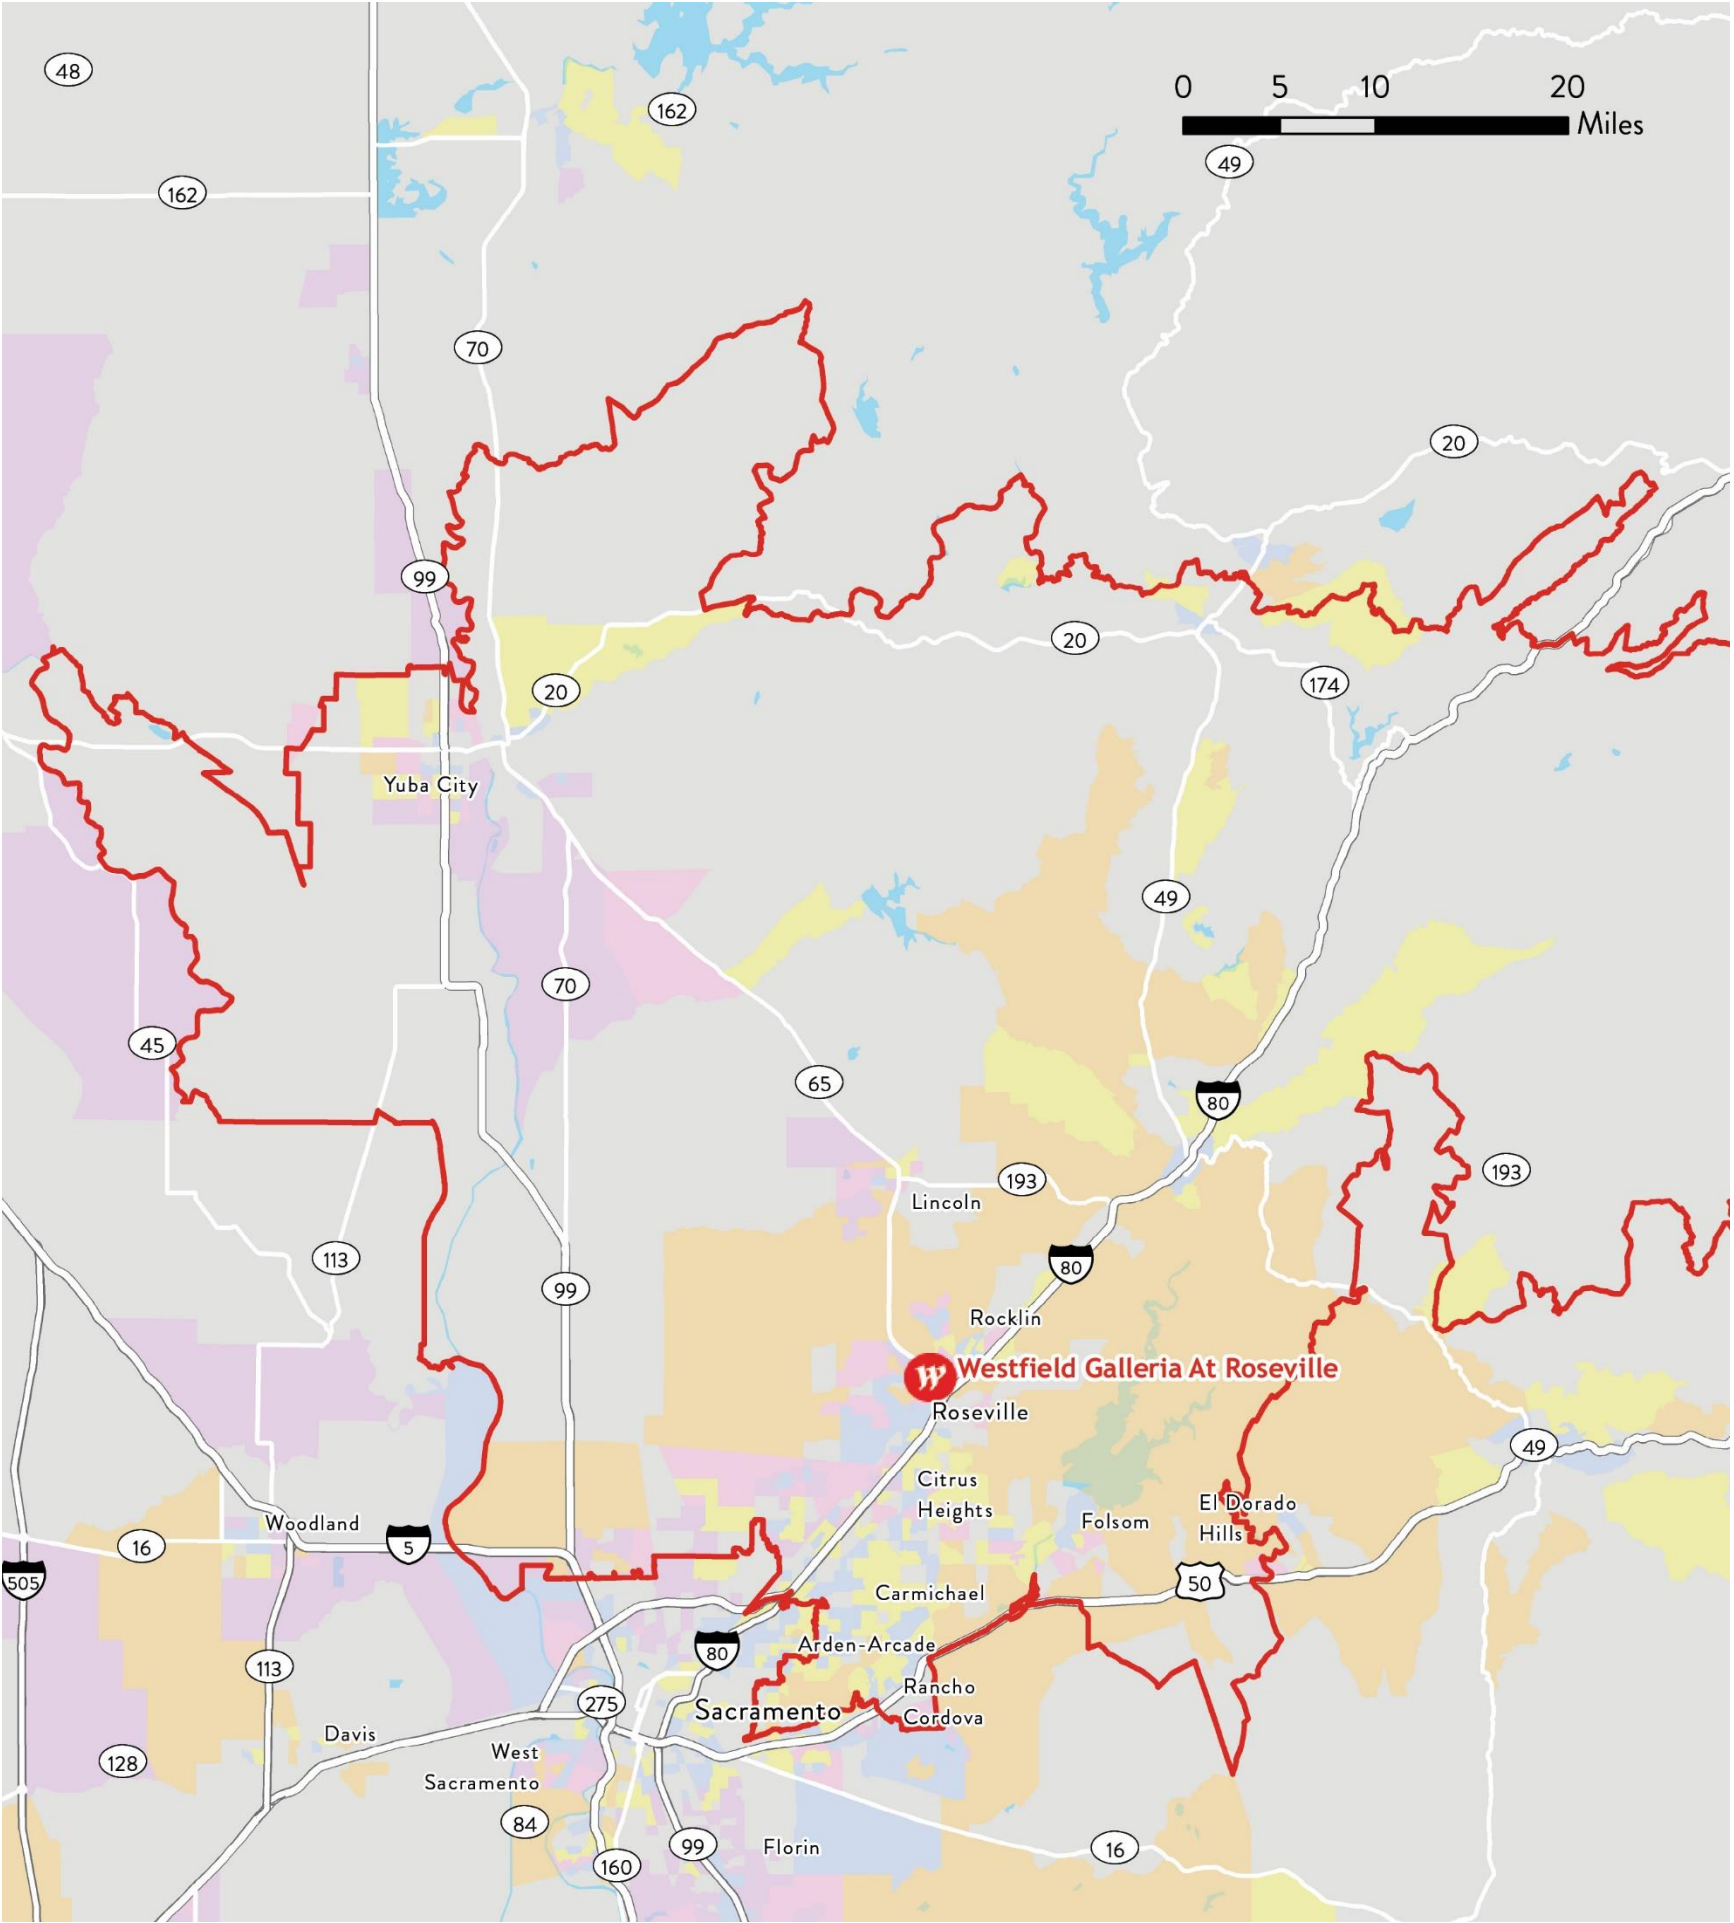 48
162
0 5 10 20
Miles
49
162
70
20
99
20
20
174
Yuba City
49
70
45
65
80
193
193
Lincoln
113
80
99
Rocklin
Westfield Galleria At Roseville
Roseville
49
Citrus
Heights
El Dorado
Hills
Woodland
Folsom
16
5
505
50
Carmichael
Arden-Arcade
80
113
Rancho
Cordova
275
Sacramento
Davis
128
West
Sacramento
84
99
Florin
16
160